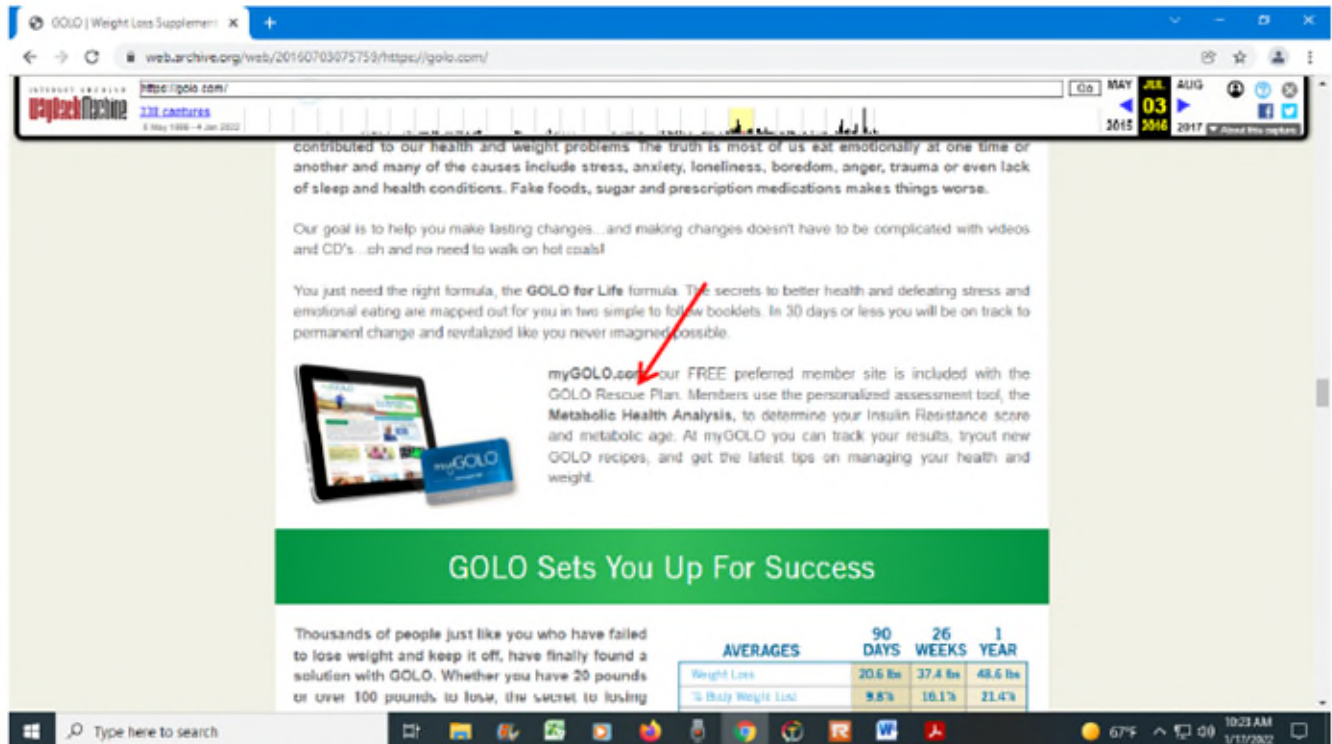 GOLO | Weight Loss Supplement
web.archive.org/web/20160703075759/https://golo.com/
INTERNET ARCHIVE
WayBackMachine
https://golo.com/
Go
MAY JUL AUG
338 captures
03
2015 2016 2017
About this capture
contributed to our health and weight problems The truth is most of us eat emotionally at one time or
another and many of the causes include stress, anxiety, loneliness, boredom, anger, trauma or even lack
of sleep and health conditions. Fake foods, sugar and prescription medications makes things worse.
Our goal is to help you make lasting changes...and making changes doesn't have to be complicated with videos
and CD's...oh and no need to walk on hot coals!
You just need the right formula, the GOLO for Life formula. The secrets to better health and defeating stress and
emotional eating are mapped out for you in two simple to follow booklets. In 30 days or less you will be on track to
permanent change and revitalized like you never imagined possible.
myGOLO.com our FREE preferred member site is included with the
GOLO Rescue Plan. Members use the personalized assessment tool, the
Metabolic Health Analysis, to determine your Insulin Resistance score
and metabolic age. At myGOLO you can track your results, tryout new
GOLO recipes, and get the latest tips on managing your health and
weight.
myGOLO
GOLO Sets You Up For Success
Thousands of people just like you who have failed
to lose weight and keep it off, have finally found a
solution with GOLO. Whether you have 20 pounds
or over 100 pounds to lose, the secret to losing
AVERAGES 90 DAYS 26 WEEKS 1 YEAR
Weight Loss 20.6 lbs 37.4 lbs 48.6 lbs
% Body Weight Lost 9.8% 16.1% 21.4%
Type here to search
67°F
10:23 AM
1/17/2022